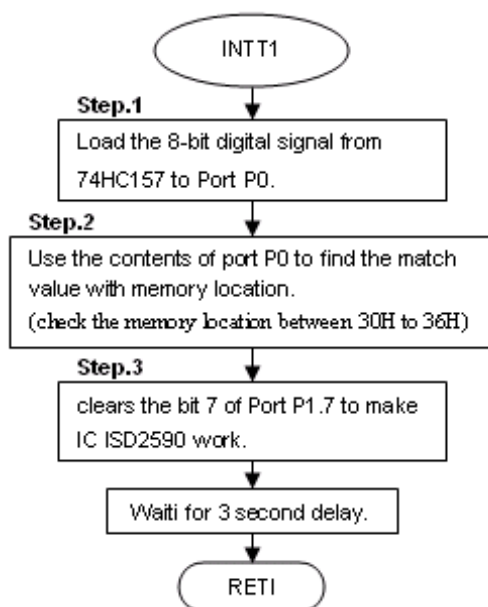 INTT1
Step.1
Load the 8-bit digital signal from
74HC157 to Port P0.
Step.2
Use the contents of port P0 to find the match
value with memory location.
(check the memory location between 30H to 36H)
Step.3
clears the bit 7 of Port P1.7 to make
IC ISD2590 work.
Waiti for 3 second delay.
RETI